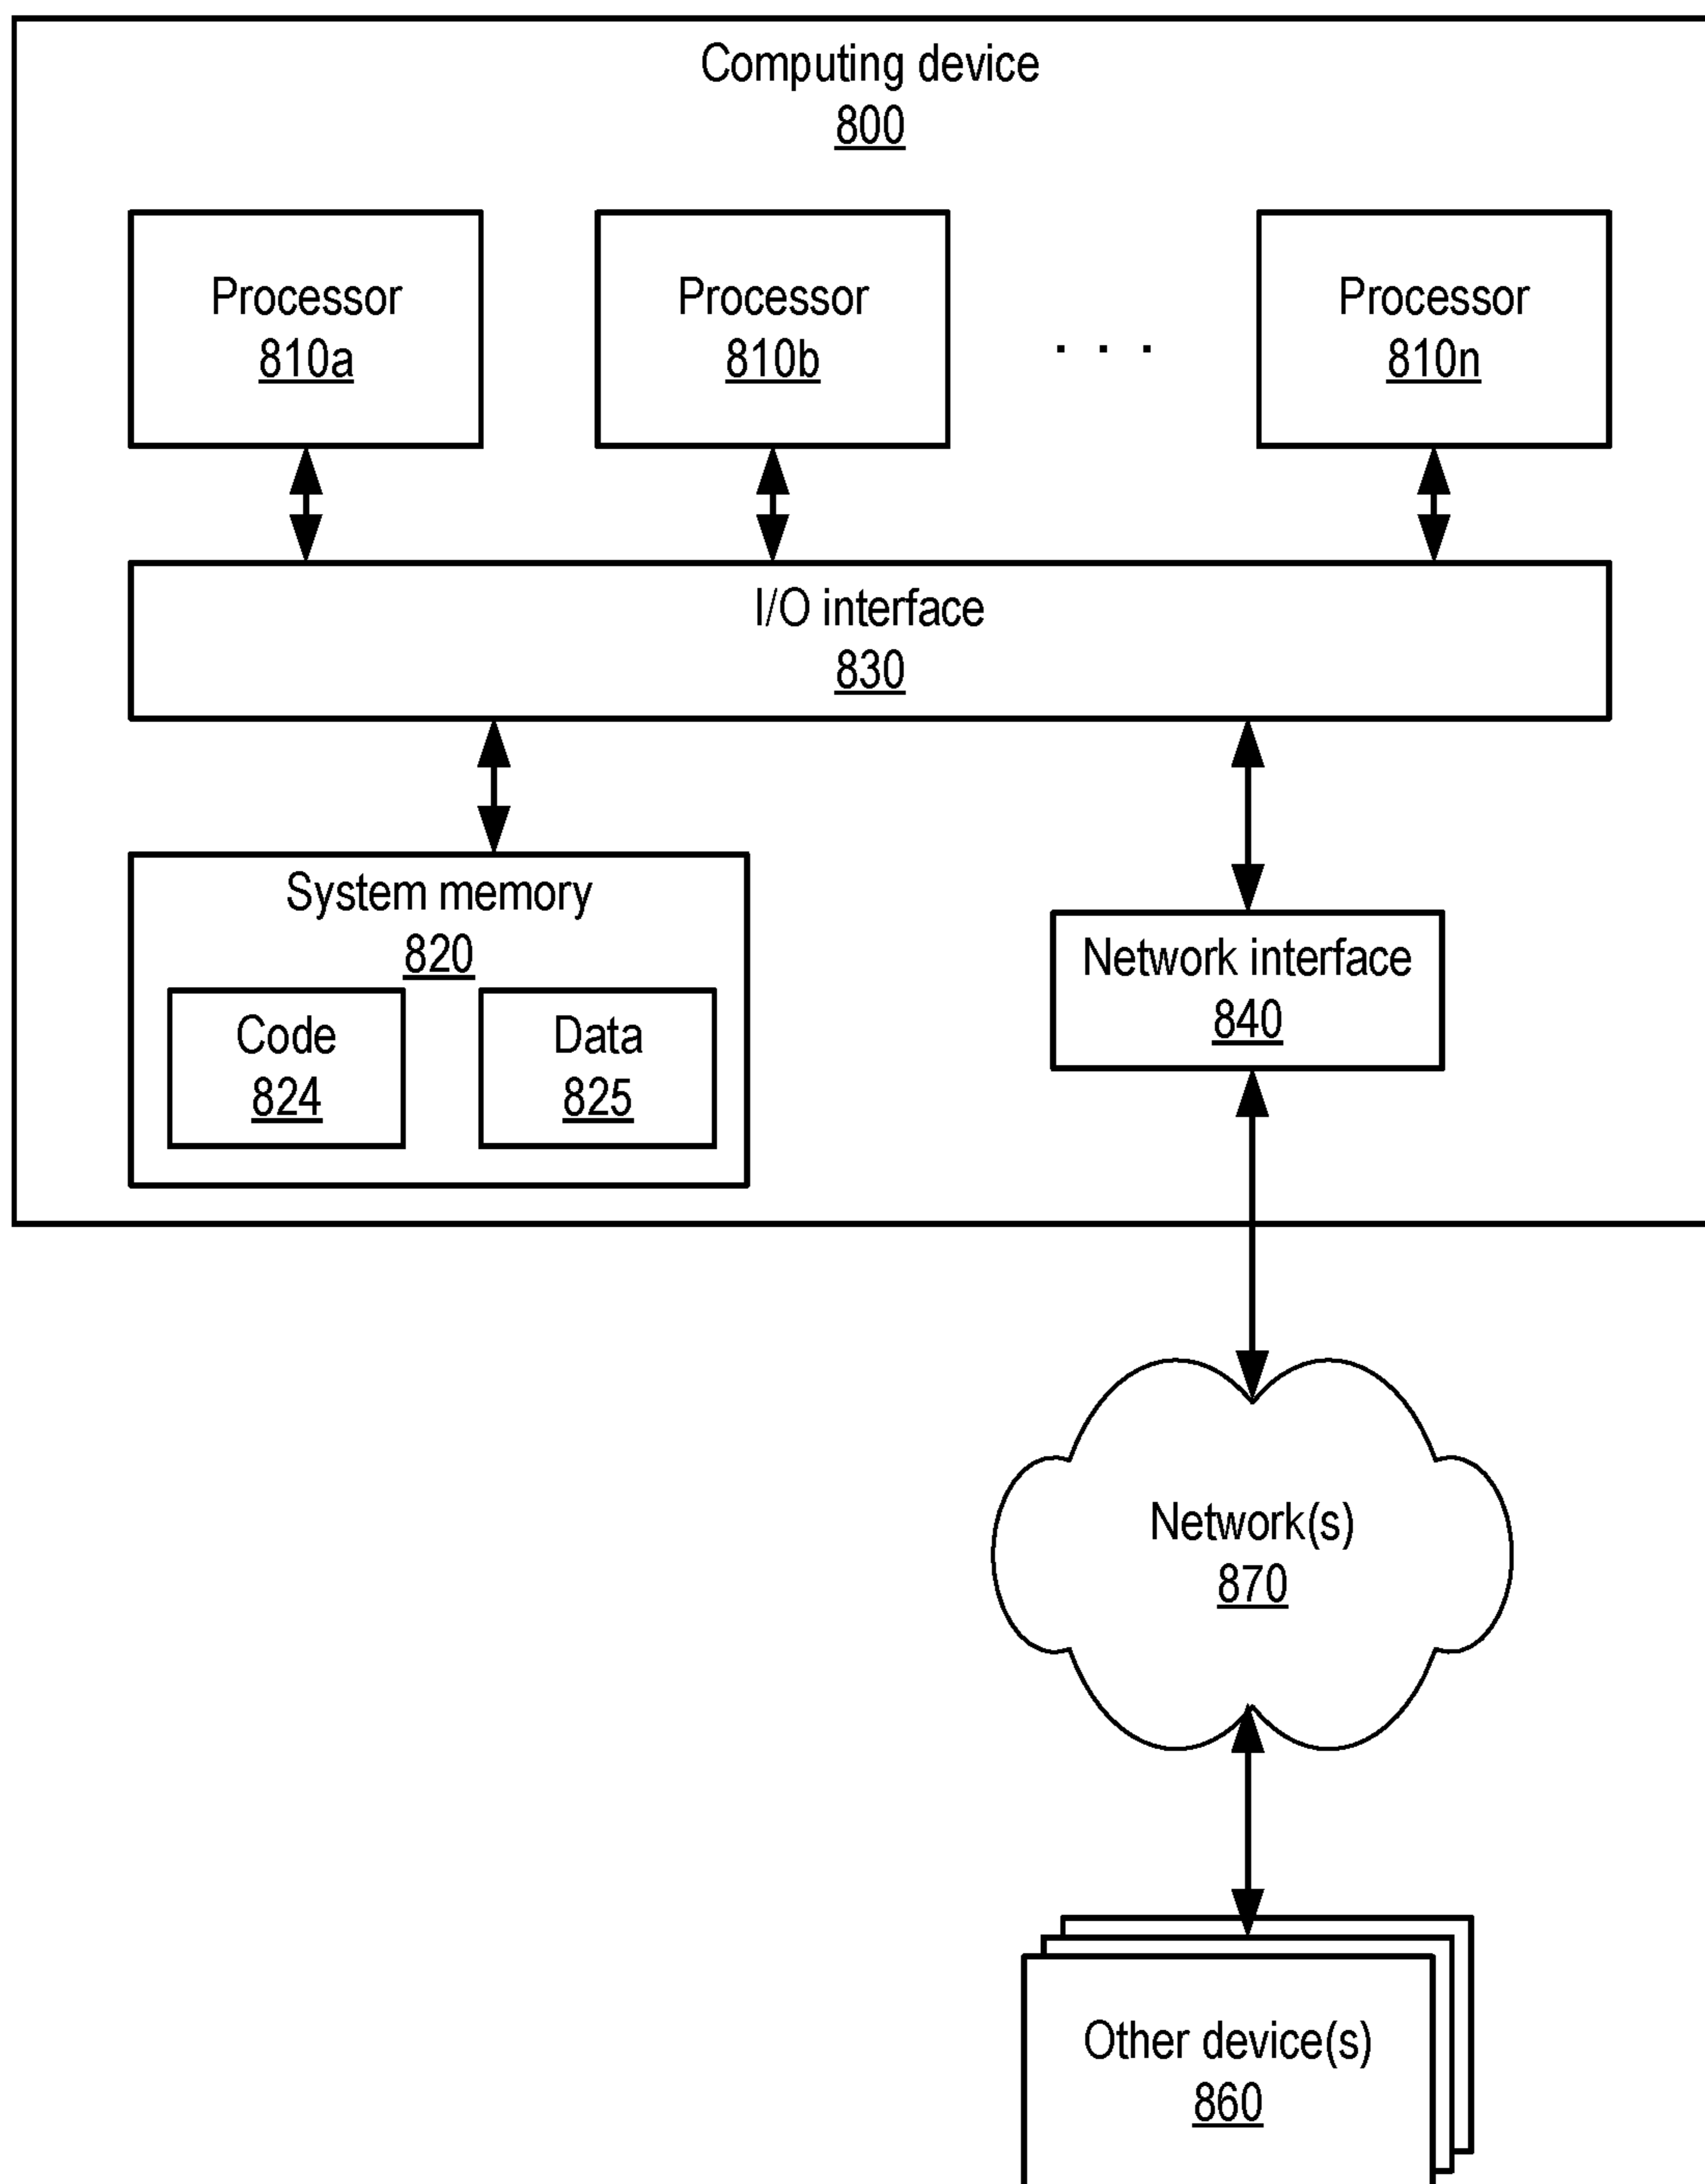 Computing device
800
Processor
810a
Processor
810b
. . .
Processor
810n
I/O interface
830
System memory
820
Code
824
Data
825
Network interface
840
Network(s)
870
Other device(s)
860